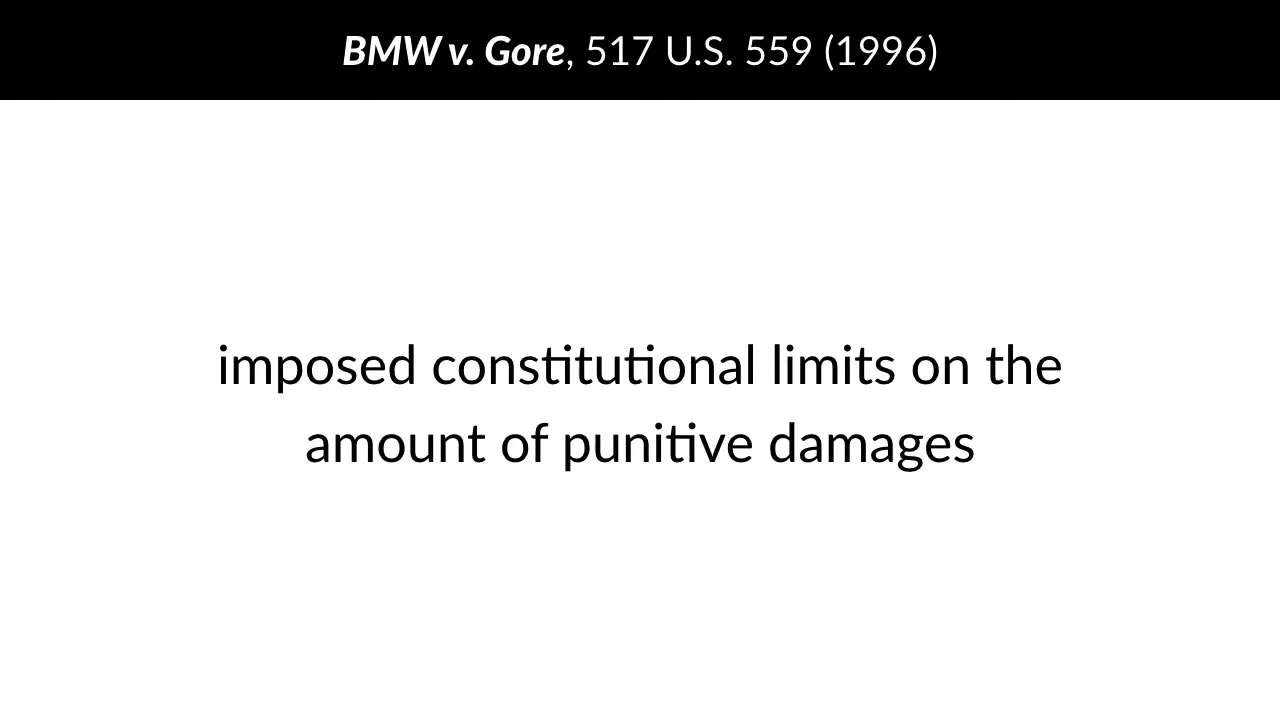 BMW v. Gore, 517 U.S. 559 (1996)
imposed constitutional limits on the
amount of punitive damages